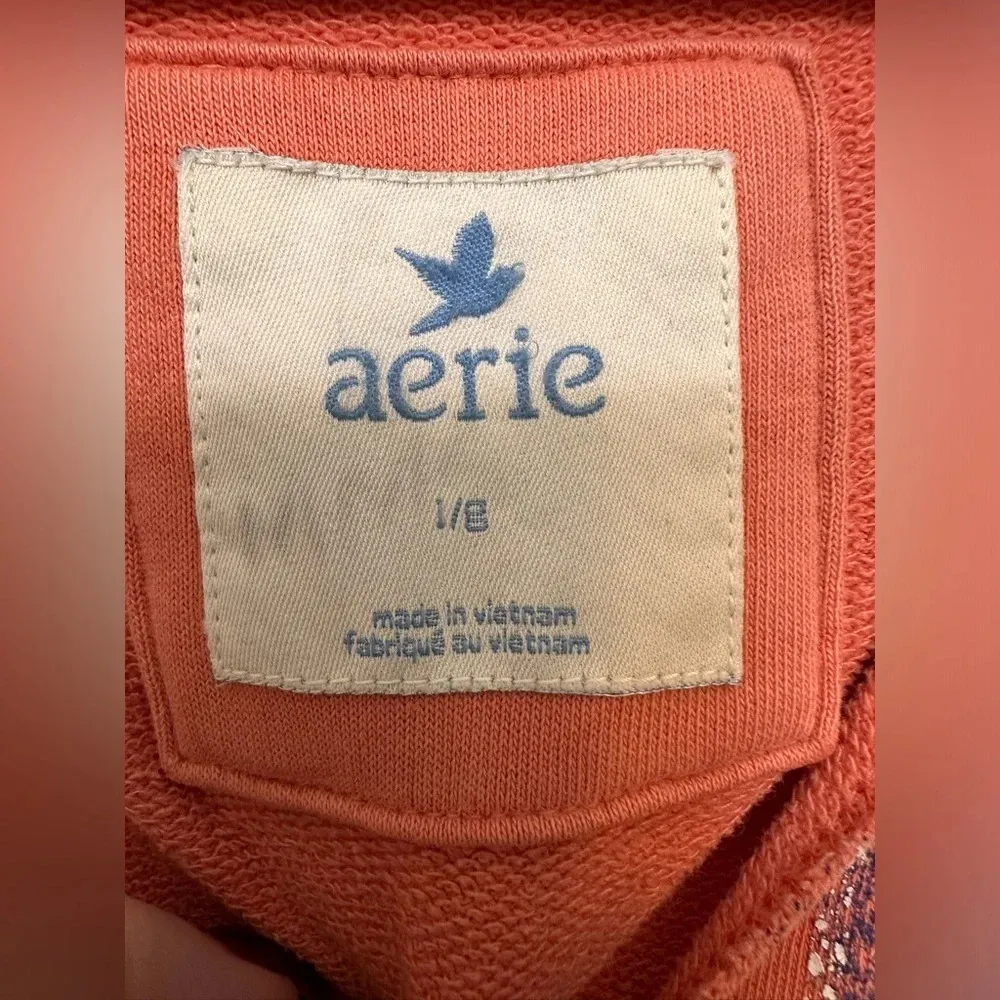 aerie
made in vietnam
fabriqué au vietnam